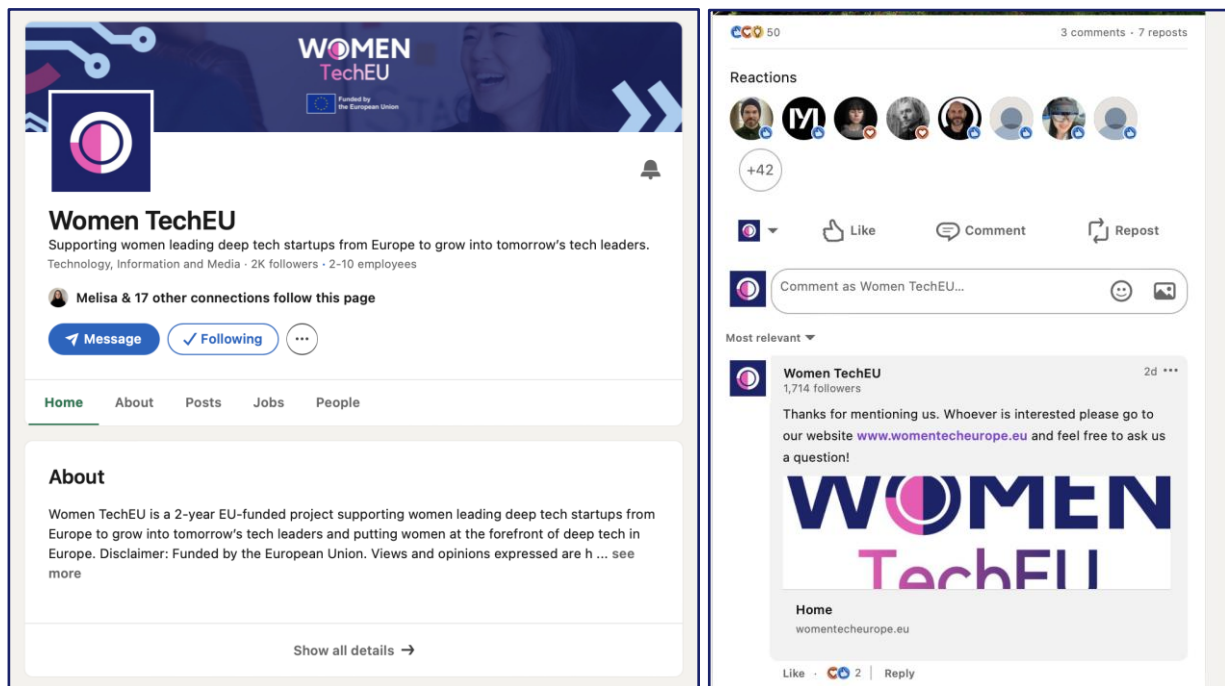 WOMEN
TechEU
Funded by
the European Union
Women TechEU
Supporting women leading deep tech startups from Europe to grow into tomorrow's tech leaders.
Technology, Information and Media · 2K followers · 2-10 employees
Melisa & 17 other connections follow this page
Message
Following
Home
About
Posts
Jobs
People
About
Women TechEU is a 2-year EU-funded project supporting women leading deep tech startups from
Europe to grow into tomorrow's tech leaders and putting women at the forefront of deep tech in
Europe. Disclaimer: Funded by the European Union. Views and opinions expressed are h ... see
more
Show all details →
50
3 comments · 7 reposts
Reactions
+42
Like
Comment
Repost
Comment as Women TechEU...
Most relevant
Women TechEU
2d
1,714 followers
Thanks for mentioning us. Whoever is interested please go to
our website www.womentecheurope.eu and feel free to ask us
a question!
WOMEN
TechEU
Home
womentecheurope.eu
Like · 2 | Reply